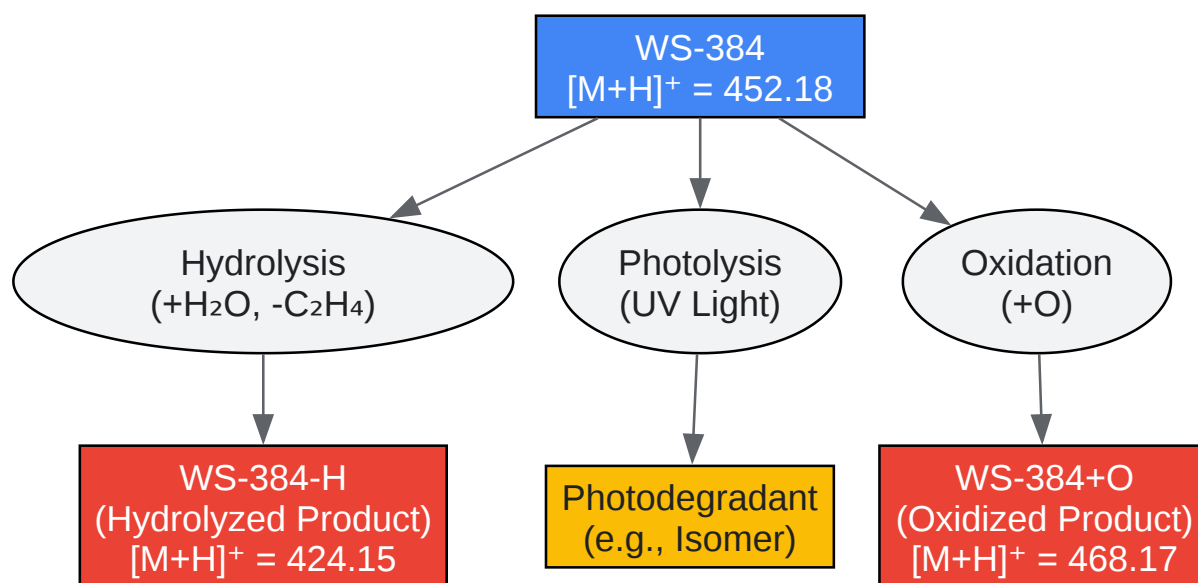 WS-384
[M+H]⁺ = 452.18
Hydrolysis
(+H₂O, -C₂H₄)
Photolysis
(UV Light)
Oxidation
(+O)
WS-384-H
(Hydrolyzed Product)
[M+H]⁺ = 424.15
Photodegradant
(e.g., Isomer)
WS-384+O
(Oxidized Product)
[M+H]⁺ = 468.17